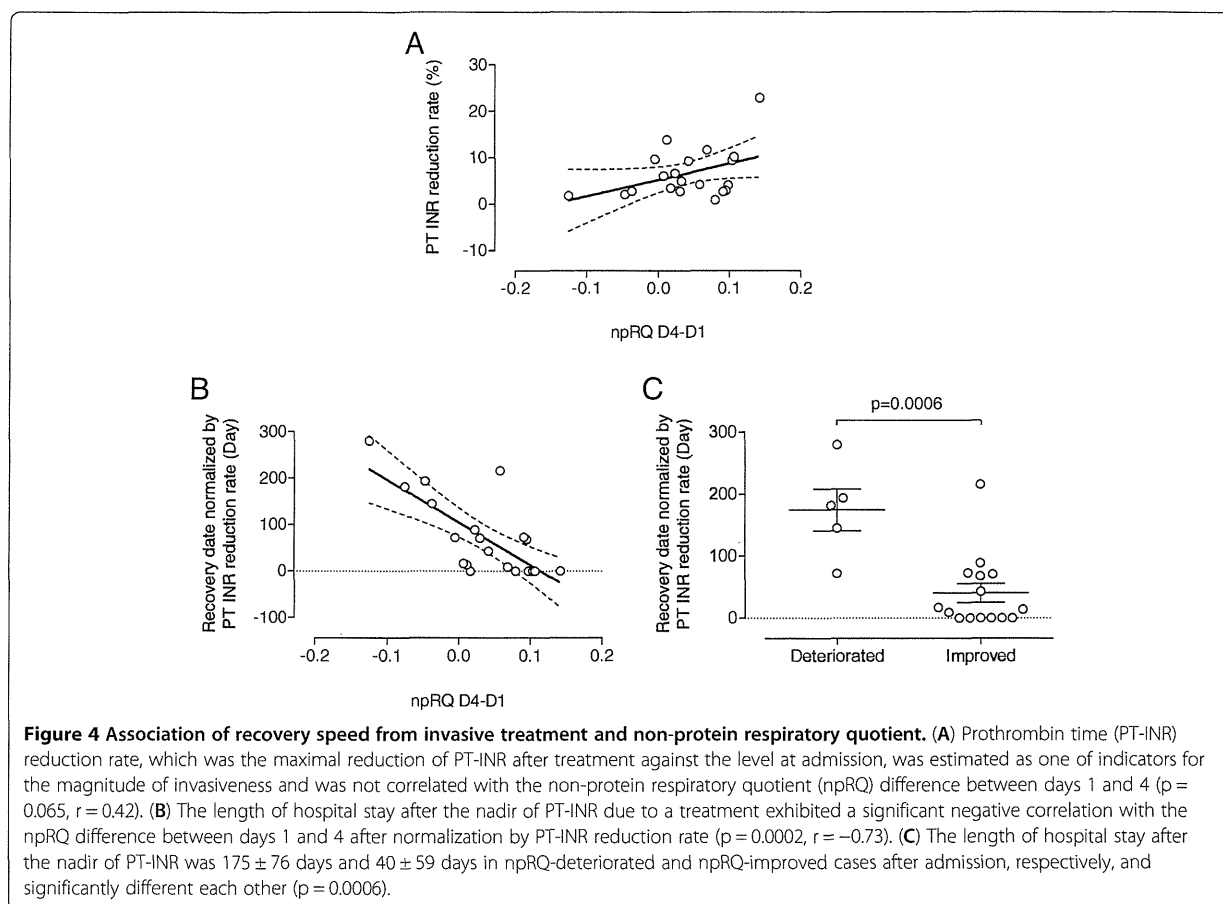 A
PT INR reduction rate (%)
30
20
10
0
-10
-0.2
-0.1
0.0
0.1
0.2
npRQ D4-D1
B
Recovery date normalized by
PT INR reduction rate (Day)
300
200
100
0
-100
-0.2
-0.1
0.0
0.1
0.2
npRQ D4-D1
C
p=0.0006
Recovery date normalized by
PT INR reduction rate (Day)
300
200
100
0
Deteriorated
Improved
Figure 4 Association of recovery speed from invasive treatment and non-protein respiratory quotient. (A) Prothrombin time (PT-INR)
reduction rate, which was the maximal reduction of PT-INR after treatment against the level at admission, was estimated as one of indicators for
the magnitude of invasiveness and was not correlated with the non-protein respiratory quotient (npRQ) difference between days 1 and 4 (p =
0.065, r = 0.42). (B) The length of hospital stay after the nadir of PT-INR due to a treatment exhibited a significant negative correlation with the
npRQ difference between days 1 and 4 after normalization by PT-INR reduction rate (p = 0.0002, r = −0.73). (C) The length of hospital stay after
the nadir of PT-INR was 175 ± 76 days and 40 ± 59 days in npRQ-deteriorated and npRQ-improved cases after admission, respectively, and
significantly different each other (p = 0.0006).